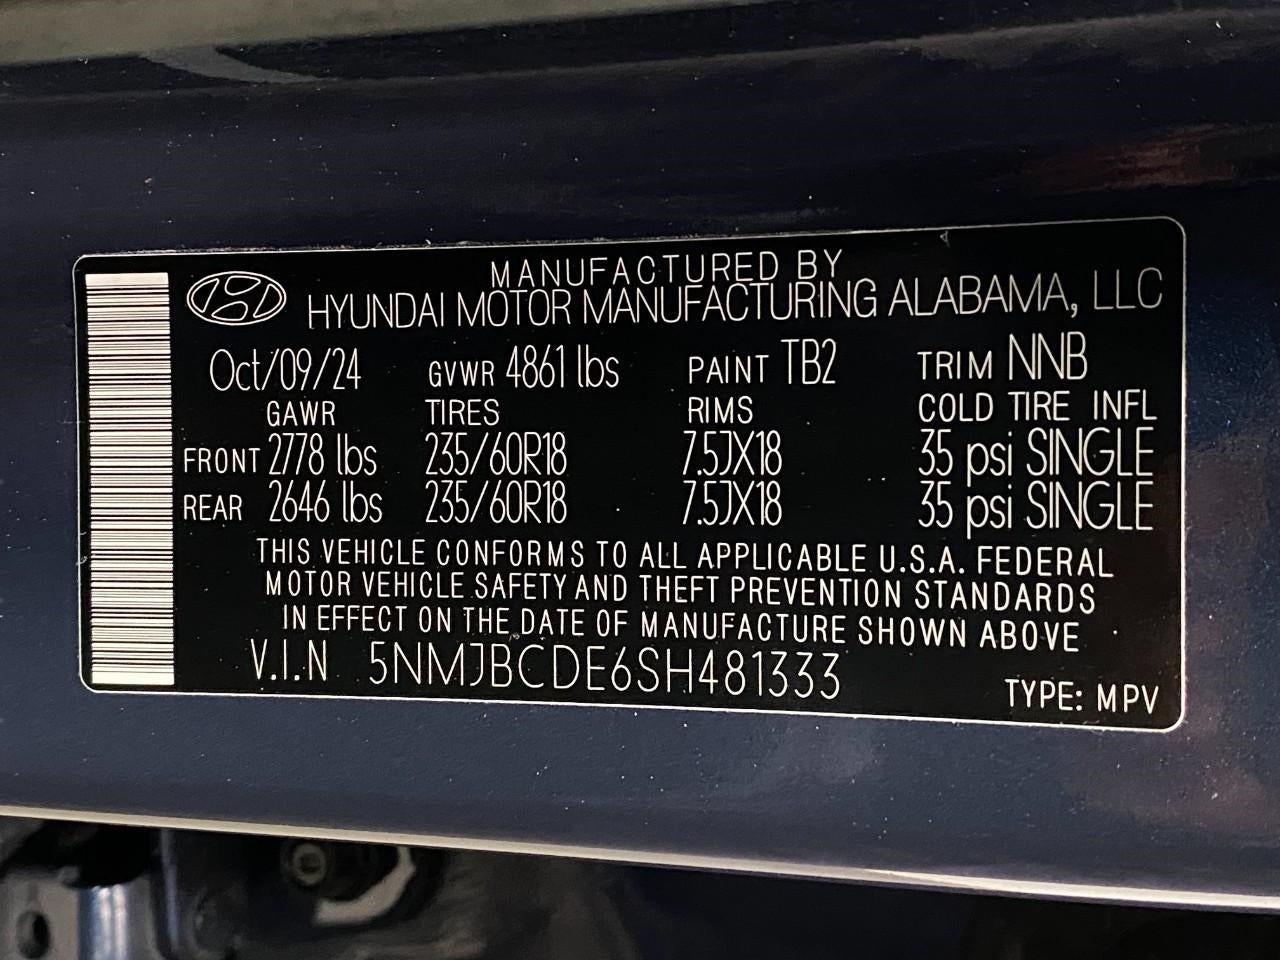 MANUFACTURED BY
HYUNDAI MOTOR MANUFACTURING ALABAMA, LLC
Oct/09/24 GVWR 4861 lbs PAINT TB2 TRIM NNB
GAWR TIRES RIMS COLD TIRE INFL
FRONT 2778 lbs 235/60R18 7.5JX18 35 psi SINGLE
REAR 2646 lbs 235/60R18 7.5JX18 35 psi SINGLE
THIS VEHICLE CONFORMS TO ALL APPLICABLE U.S.A. FEDERAL
MOTOR VEHICLE SAFETY AND THEFT PREVENTION STANDARDS
IN EFFECT ON THE DATE OF MANUFACTURE SHOWN ABOVE
V.I.N 5NMJBCDE6SH481333
TYPE: MPV